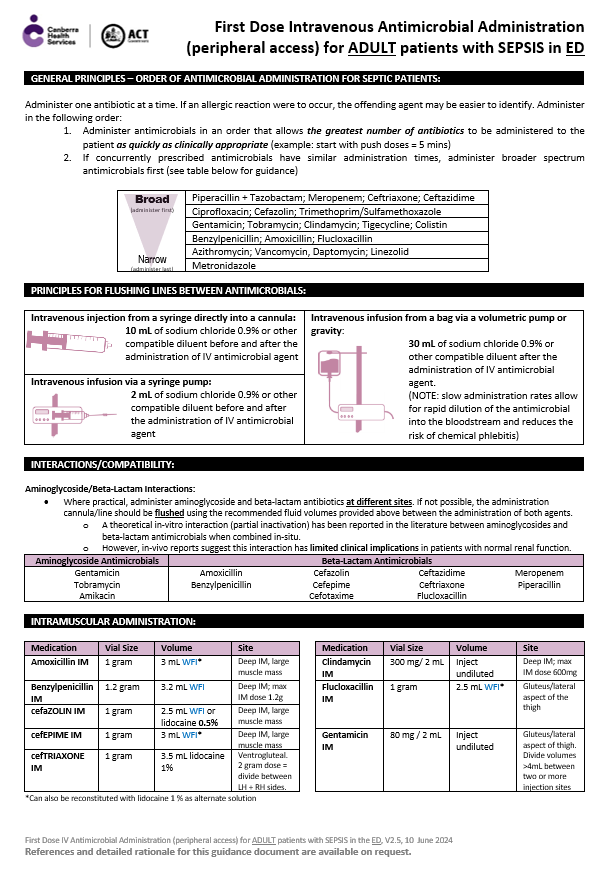 Canberra
Health
Services
ACT
Government
First Dose Intravenous Antimicrobial Administration
(peripheral access) for ADULT patients with SEPSIS in ED
GENERAL PRINCIPLES – ORDER OF ANTIMICROBIAL ADMINISTRATION FOR SEPTIC PATIENTS:
Administer one antibiotic at a time. If an allergic reaction were to occur, the offending agent may be easier to identify. Administer
in the following order:
1. Administer antimicrobials in an order that allows the greatest number of antibiotics to be administered to the
patient as quickly as clinically appropriate (example: start with push doses = 5 mins)
2. If concurrently prescribed antimicrobials have similar administration times, administer broader spectrum
antimicrobials first (see table below for guidance)
Broad
(administer first)
Piperacillin + Tazobactam; Meropenem; Ceftriaxone; Ceftazidime
Ciprofloxacin; Cefazolin; Trimethoprim/Sulfamethoxazole
Gentamicin; Tobramycin; Clindamycin; Tigecycline; Colistin
Benzylpenicillin; Amoxicillin; Flucloxacillin
Azithromycin; Vancomycin, Daptomycin; Linezolid
Metronidazole
Narrow
(administer last)
PRINCIPLES FOR FLUSHING LINES BETWEEN ANTIMICROBIALS:
Intravenous injection from a syringe directly into a cannula:
10 mL of sodium chloride 0.9% or other
compatible diluent before and after the
administration of IV antimicrobial agent
Intravenous infusion via a syringe pump:
2 mL of sodium chloride 0.9% or other
compatible diluent before and after
the administration of IV antimicrobial
agent
Intravenous infusion from a bag via a volumetric pump or
gravity:
30 mL of sodium chloride 0.9% or
other compatible diluent after the
administration of IV antimicrobial
agent.
(NOTE: slow administration rates allow
for rapid dilution of the antimicrobial
into the bloodstream and reduces the
risk of chemical phlebitis)
INTERACTIONS/COMPATIBILITY:
Aminoglycoside/Beta-Lactam Interactions:
• Where practical, administer aminoglycoside and beta-lactam antibiotics at different sites. If not possible, the administration
cannula/line should be flushed using the recommended fluid volumes provided above between the administration of both agents.
o A theoretical in-vitro interaction (partial inactivation) has been reported in the literature between aminoglycosides and
beta-lactam antimicrobials when combined in-situ.
o However, in-vivo reports suggest this interaction has limited clinical implications in patients with normal renal function.
Aminoglycoside Antimicrobials Beta-Lactam Antimicrobials
Gentamicin Amoxicillin Cefazolin Ceftazidime Meropenem
Tobramycin Benzylpenicillin Cefepime Ceftriaxone Piperacillin
Amikacin Cefotaxime Flucloxacillin
INTRAMUSCULAR ADMINISTRATION:
Medication Vial Size Volume Site
Amoxicillin IM 1 gram 3 mL WFI* Deep IM, large
muscle mass
Benzylpenicillin 1.2 gram 3.2 mL WFI Deep IM; max
IM IM dose 1.2g
cefaZOLIN IM 1 gram 2.5 mL WFI or Deep IM, large
lidocaine 0.5% muscle mass
cefEPIME IM 1 gram 3 mL WFI* Deep IM, large
muscle mass
cefTRIAXONE 1 gram 3.5 mL lidocaine Ventrogluteal.
IM 1% 2 gram dose =
divide between
LH + RH sides.
Medication Vial Size Volume Site
Clindamycin 300 mg/ 2 mL Inject Deep IM; max
IM undiluted IM dose 600mg
Flucloxacillin 1 gram 2.5 mL WFI* Gluteus/lateral
IM aspect of the
thigh
Gentamicin 80 mg / 2 mL Inject Gluteus/lateral
IM undiluted aspect of thigh.
Divide volumes
>4mL between
two or more
injection sites
*Can also be reconstituted with lidocaine 1 % as alternate solution
First Dose IV Antimicrobial Administration (peripheral access) for ADULT patients with SEPSIS in the ED, V2.5, 10 June 2024
References and detailed rationale for this guidance document are available on request.